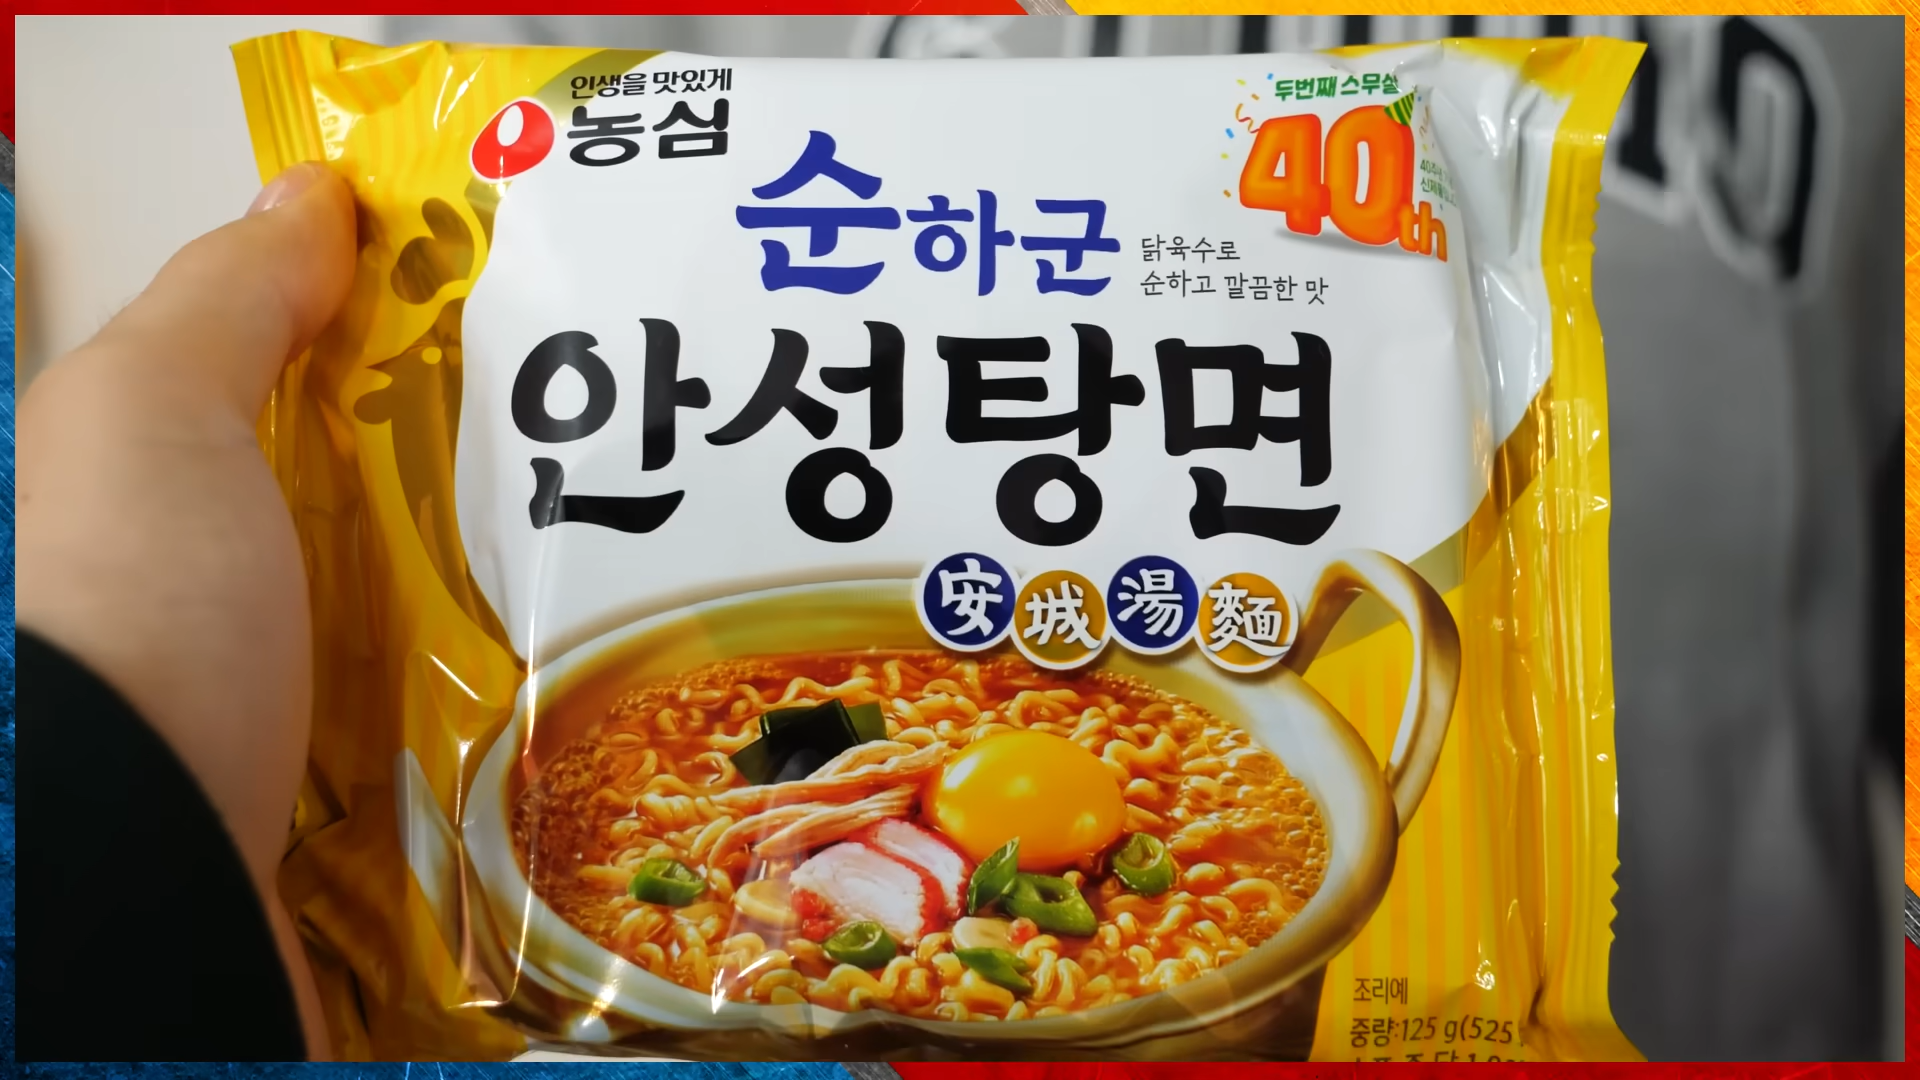 인생을 맛있게
농심
두번째 스무살
40th
순하군
닭육수로
순하고 깔끔한 맛
안성탕면
安城湯麵
조리예
중량:125 g(525